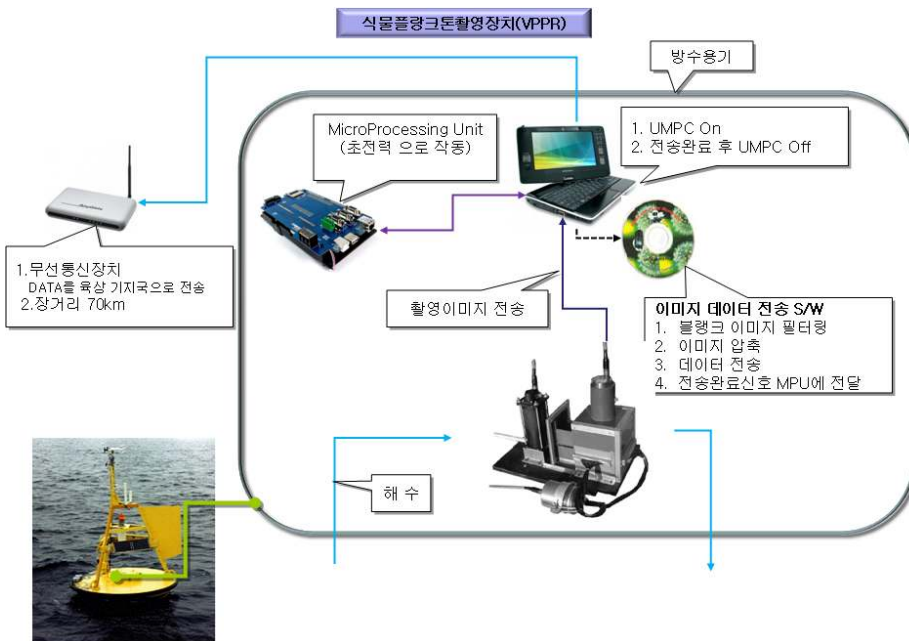 식물플랑크톤촬영장치(VPPR)
방수용기
MicroProcessing Unit
(초전력 으로 작동)
1. UMPC On
2. 전송완료 후 UMPC Off
1.무선통신장치
DATA를 육상 기지국으로 전송
2.장거리 70km
촬영이미지 전송
이미지 데이터 전송 S/W
1. 블랭크 이미지 필터링
2. 이미지 압축
3. 데이터 전송
4. 전송완료신호 MPU에 전달
해 수